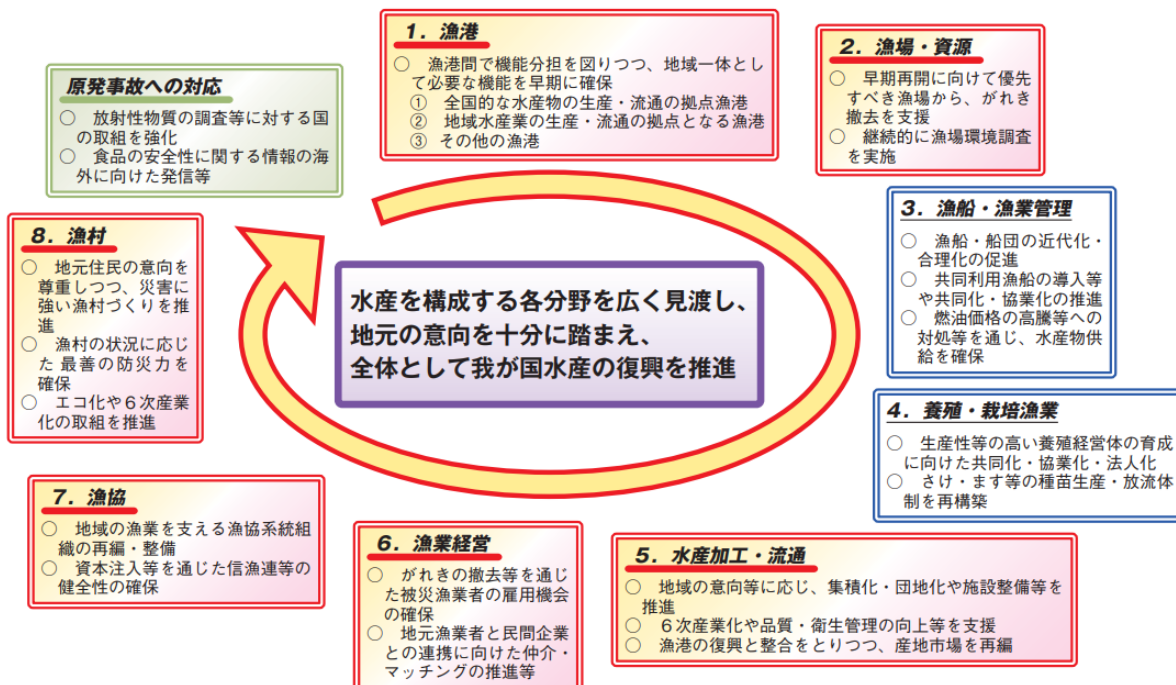 1．漁港
○　漁港間で機能分担を図りつつ、地域一体とし
て必要な機能を早期に確保
①　全国的な水産物の生産・流通の拠点漁港
②　地域水産業の生産・流通の拠点となる漁港
③　その他の漁港
2．漁場・資源
○　早期再開に向けて優先
すべき漁場から、がれき
撤去を支援
○　継続的に漁場環境調査
を実施
3．漁船・漁業管理
○　漁船・船団の近代化・
合理化の促進
○　共同利用漁船の導入等
や共同化・協業化の推進
○　燃油価格の高騰等への
対処等を通じ、水産物供
給を確保
4．養殖・栽培漁業
○　生産性等の高い養殖経営体の育成
に向けた共同化・協業化・法人化
○　さけ・ます等の種苗生産・放流体
制を再構築
5．水産加工・流通
○　地域の意向等に応じ、集積化・団地化や施設整備等を
推進
○　６次産業化や品質・衛生管理の向上等を支援
○　漁港の復興と整合をとりつつ、産地市場を再編
6．漁業経営
○　がれきの撤去等を通じ
た被災漁業者の雇用機会
の確保
○　地元漁業者と民間企業
との連携に向けた仲介・
マッチングの推進等
7．漁協
○　地域の漁業を支える漁協系統組
織の再編・整備
○　資本注入等を通じた信漁連等の
健全性の確保
8．漁村
○　地元住民の意向を
尊重しつつ、災害に
強い漁村づくりを推
進
○　漁村の状況に応じ
た最善の防災力を
確保
○　エコ化や６次産業
化の取組を推進
原発事故への対応
○　放射性物質の調査等に対する国
の取組を強化
○　食品の安全性に関する情報の海
外に向けた発信等
水産を構成する各分野を広く見渡し、
地元の意向を十分に踏まえ、
全体として我が国水産の復興を推進